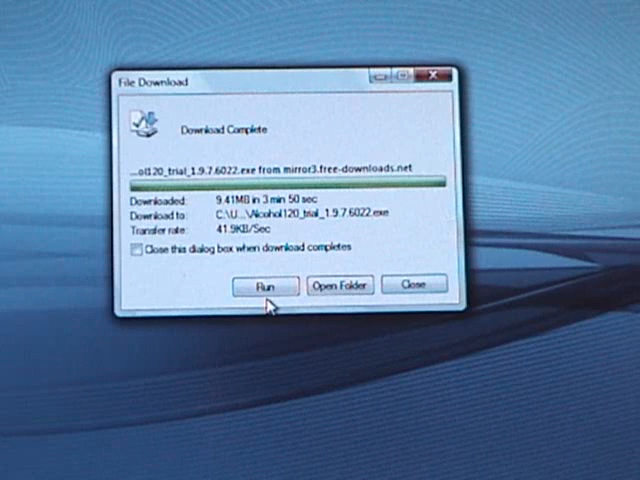 File Download
Download Complete
...ol120_trial_1.9.7.6022.exe from mirror3.free-downloads.net
Downloaded: 9.41MB in 3 min 50 sec
Download to: C:\U...\Alcohol120_trial_1.9.7.6022.exe
Transfer rate: 41.9KB/Sec
Close this dialog box when download completes
Run Open Folder Close